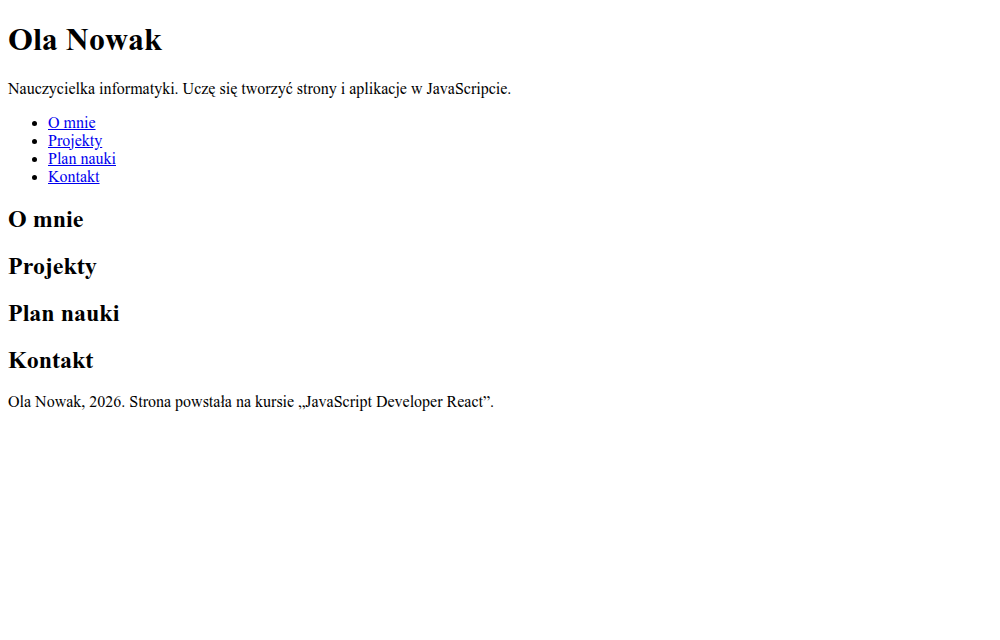 Ola Nowak
Nauczycielka informatyki. Uczę się tworzyć strony i aplikacje w JavaScripcie.
O mnie
Projekty
Plan nauki
Kontakt
O mnie
Projekty
Plan nauki
Kontakt
Ola Nowak, 2026. Strona powstała na kursie „JavaScript Developer React”.